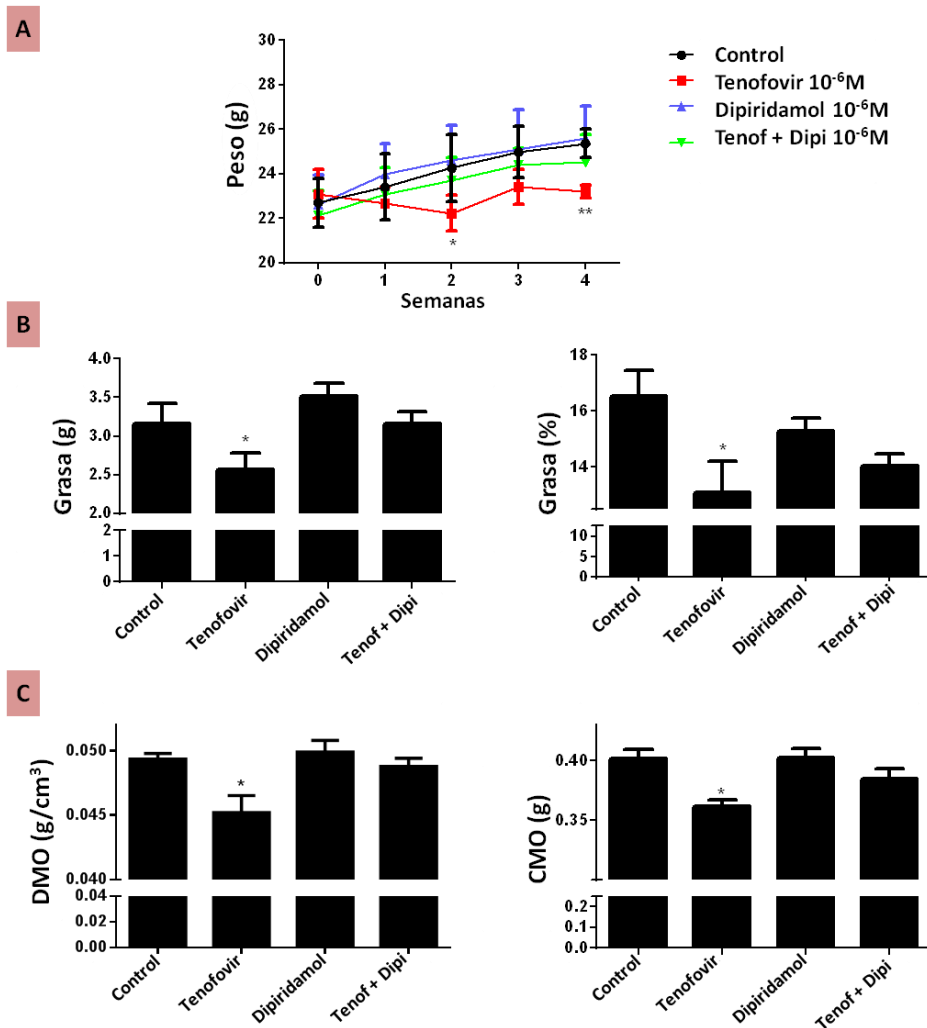 A
Peso (g)
30
28
26
24
22
20
0 1 2 3 4
Semanas
* **
Control
Tenofovir 10⁻⁶M
Dipiridamol 10⁻⁶M
Tenof + Dipi 10⁻⁶M
B
Grasa (g)
4.0
3.5
3.0
2.5
2.0
2
1
0
*
Control Tenofovir Dipiridamol Tenof + Dipi
Grasa (%)
18
16
14
10
5
0
*
Control Tenofovir Dipiridamol Tenof + Dipi
C
DMO (g/cm³)
0.050
0.045
0.040
0.04
0.02
0.00
*
Control Tenofovir Dipiridamol Tenof + Dipi
CMO (g)
0.40
0.35
0.2
0.1
0.0
*
Control Tenofovir Dipiridamol Tenof + Dipi